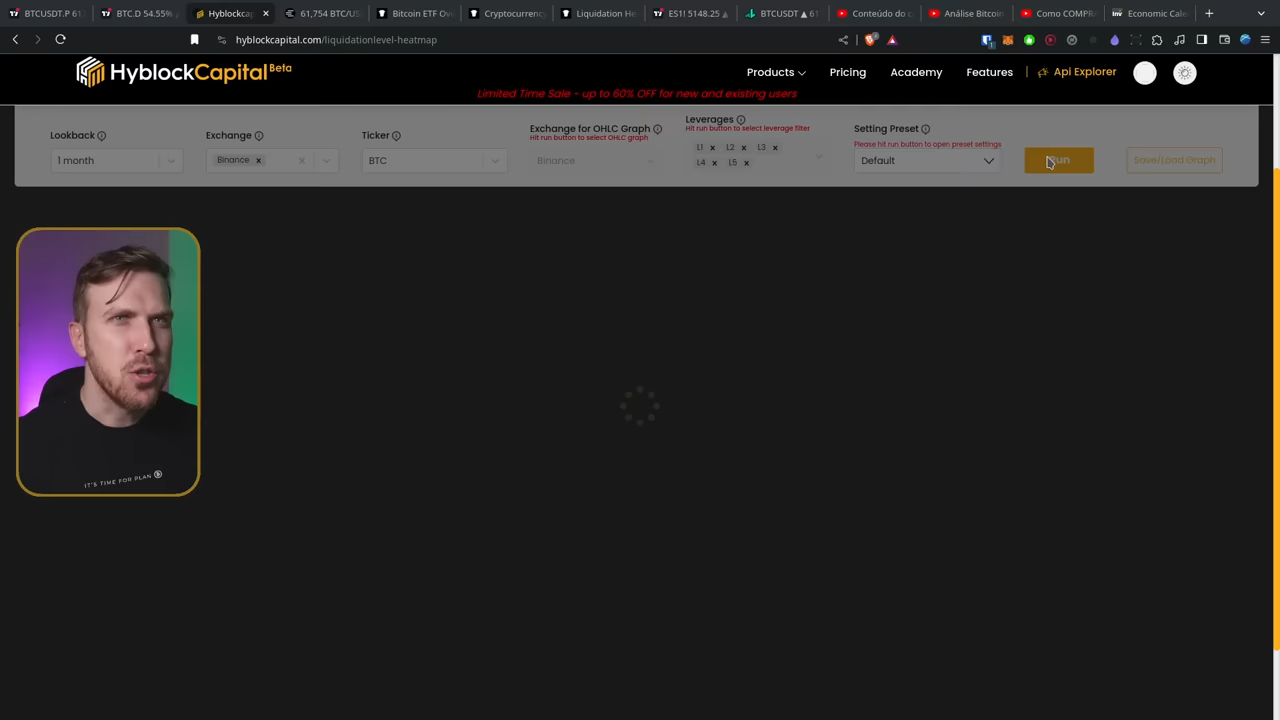 BTCUSDT.P 61
BTC.D 54.55%
Hyblockcap
61,754 BTC/US
Bitcoin ETF Ov
Cryptocurrency
Liquidation He
ES1! 5148.25
BTCUSDT ▲ 61
Conteúdo do c
Análise Bitcoin
Como COMPR
Economic Cale
hyblockcapital.com/liquidationlevel-heatmap
HyblockCapital Beta
Products
Pricing
Academy
Features
Api Explorer
Limited Time Sale - up to 60% OFF for new and existing users
Lookback
1 month
Exchange
Binance
Ticker
BTC
Exchange for OHLC Graph
Hit run button to select OHLC graph
Binance
Leverages
Hit run button to select leverage filter
L1 × L2 × L3 ×
L4 × L5 ×
Setting Preset
Please hit run button to open preset settings
Default
Run
Save/Load Graph
IT'S TIME FOR PLAN B